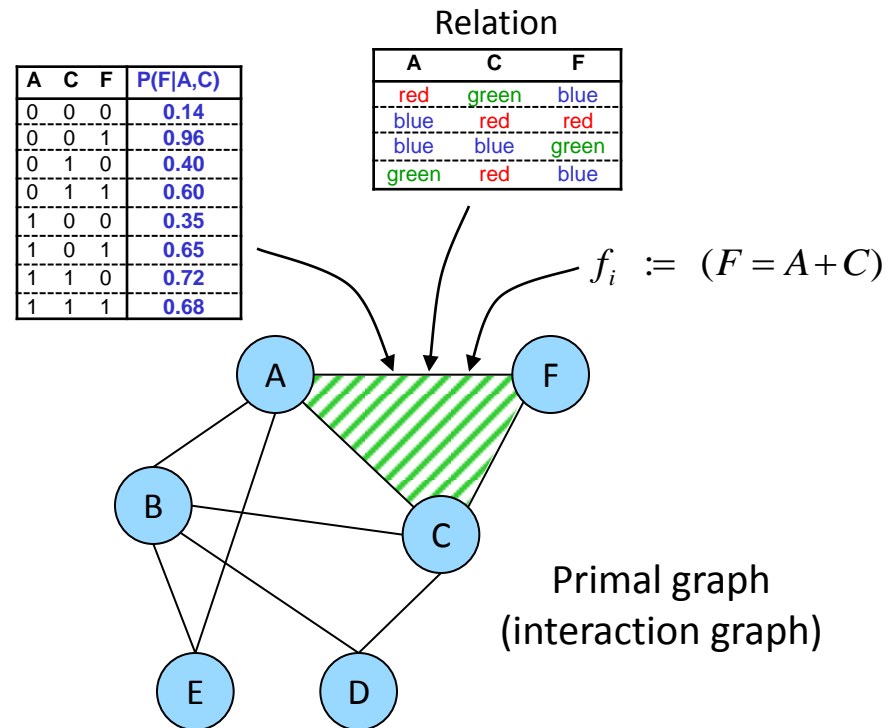 Relation
A C F
red green blue
blue red red
blue blue green
green red blue
A C F P(F|A,C)
0 0 0 0.14
0 0 1 0.96
0 1 0 0.40
0 1 1 0.60
1 0 0 0.35
1 0 1 0.65
1 1 0 0.72
1 1 1 0.68
f_i := (F = A + C)
A
F
B
C
Primal graph
(interaction graph)
E
D